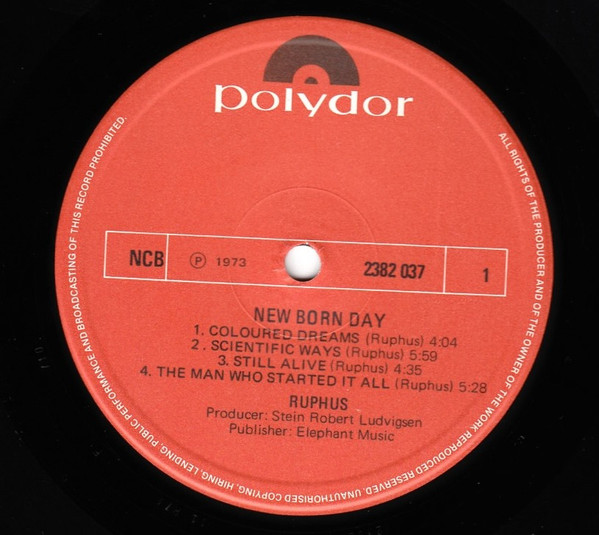 polydor
NCB ℗ 1973 2382 037 1
NEW BORN DAY
1. COLOURED DREAMS (Ruphus) 4:04
2. SCIENTIFIC WAYS (Ruphus) 5:59
3. STILL ALIVE (Ruphus) 4:35
4. THE MAN WHO STARTED IT ALL (Ruphus) 5:28
RUPHUS
Producer: Stein Robert Ludvigsen
Publisher: Elephant Music
ALL RIGHTS OF THE PRODUCER AND OF THE OWNER OF THE WORK REPRODUCED RESERVED. UNAUTHORISED COPYING, HIRING, LENDING, PUBLIC PERFORMANCE AND BROADCASTING OF THIS RECORD PROHIBITED.